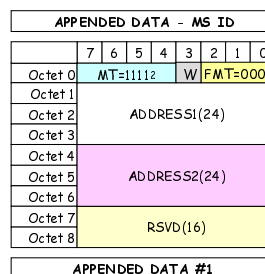 APPENDED DATA - MS ID
7 6 5 4 3 2 1 0
Octet 0 MT=1111₂ W FMT=000
Octet 1
Octet 2 ADDRESS1(24)
Octet 3
Octet 4
Octet 5 ADDRESS2(24)
Octet 6
Octet 7 RSVD(16)
Octet 8
APPENDED DATA #1